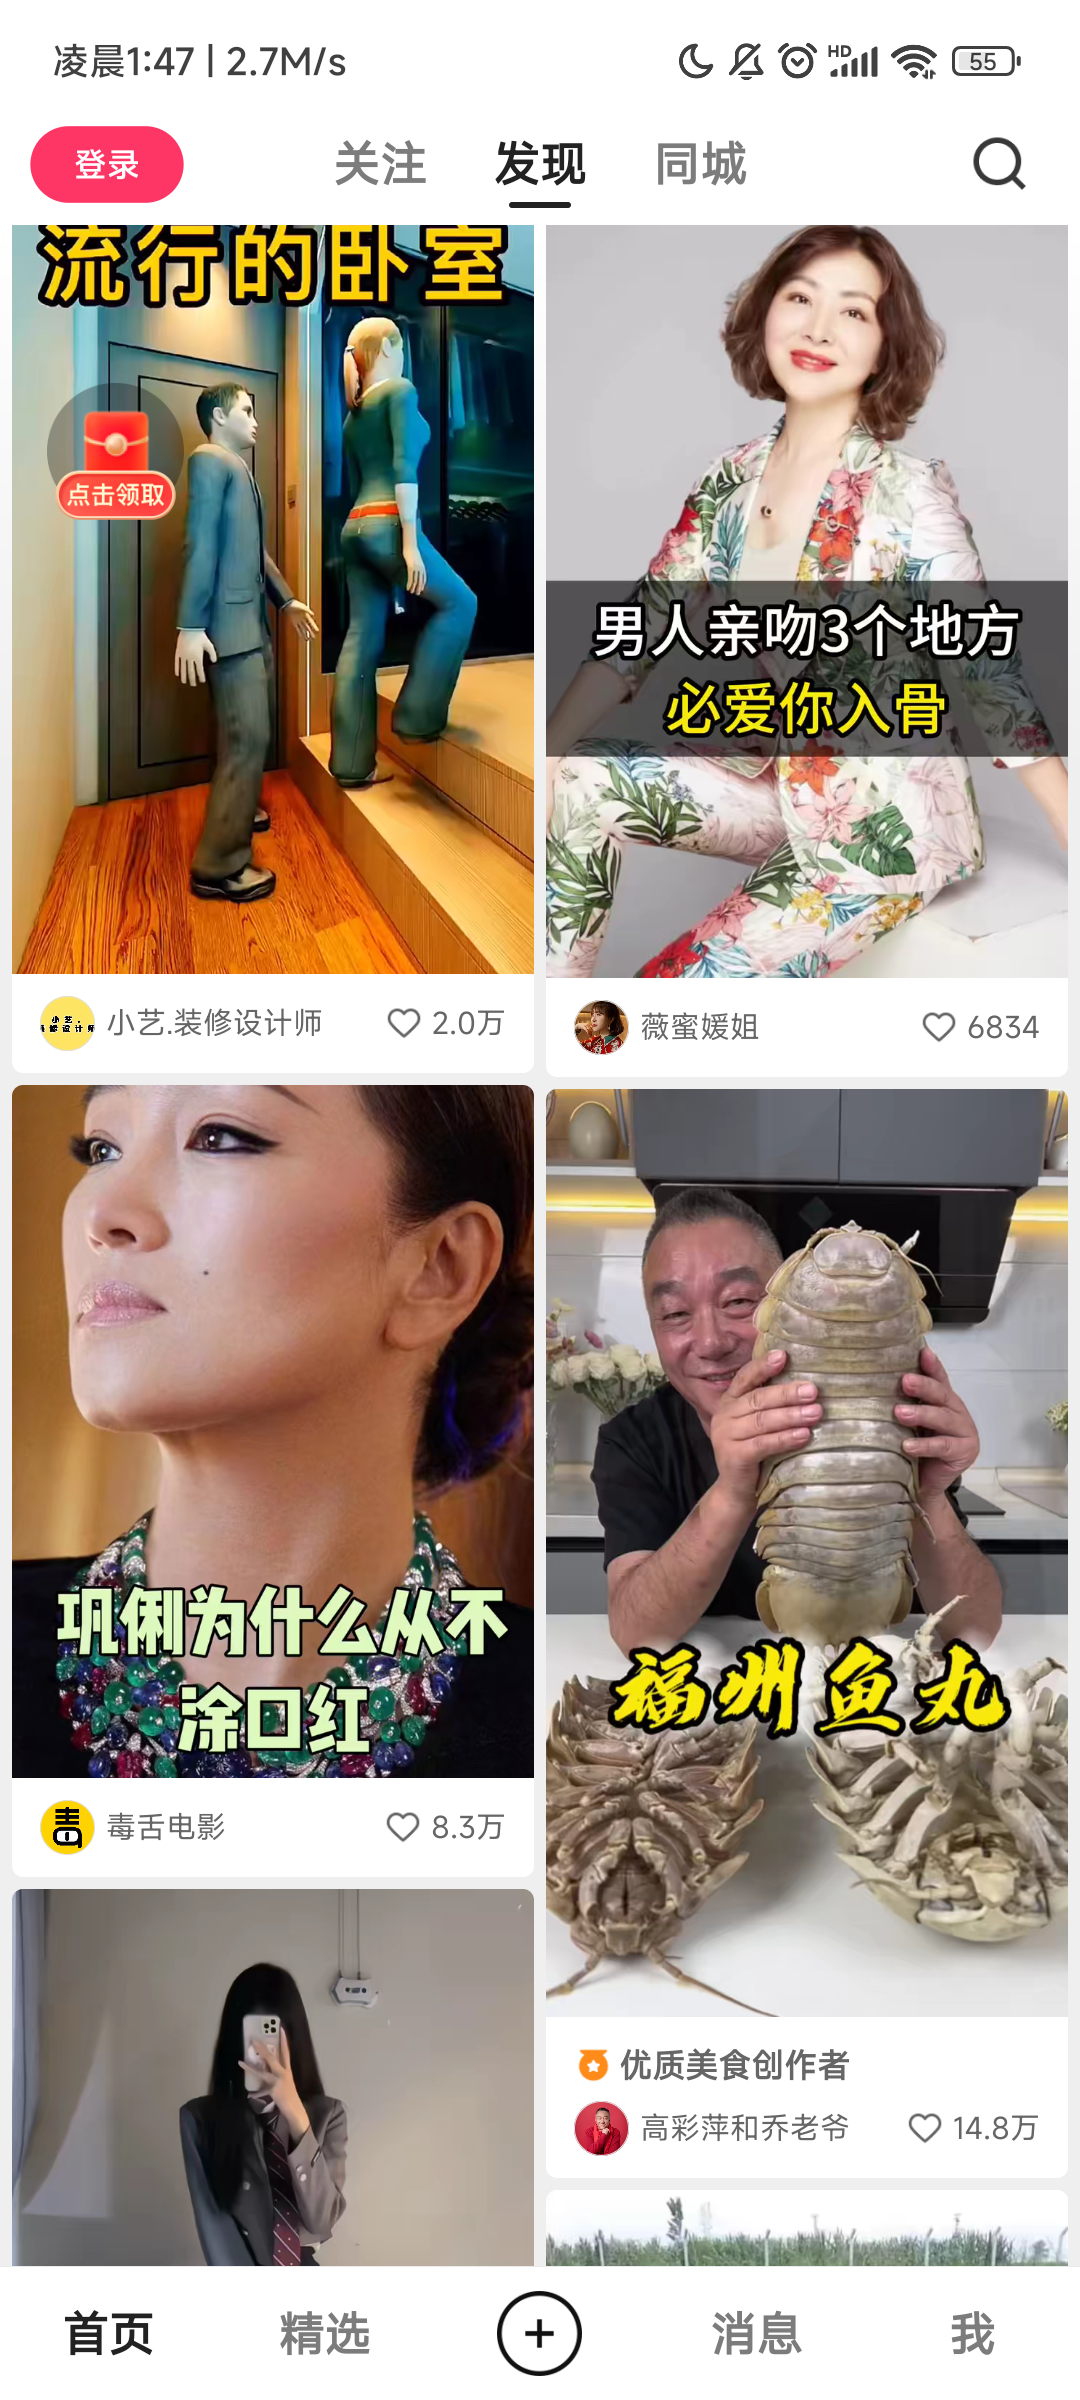 凌晨1:47 | 2.7M/s
HD
55
登录
关注
发现
同城
流行的卧室
点击领取
小艺.装修设计师
2.0万
男人亲吻3个地方
必爱你入骨
薇蜜媛姐
6834
巩俐为什么从不
涂口红
毒舌电影
8.3万
福州鱼丸
优质美食创作者
高彩萍和乔老爷
14.8万
首页
精选
消息
我